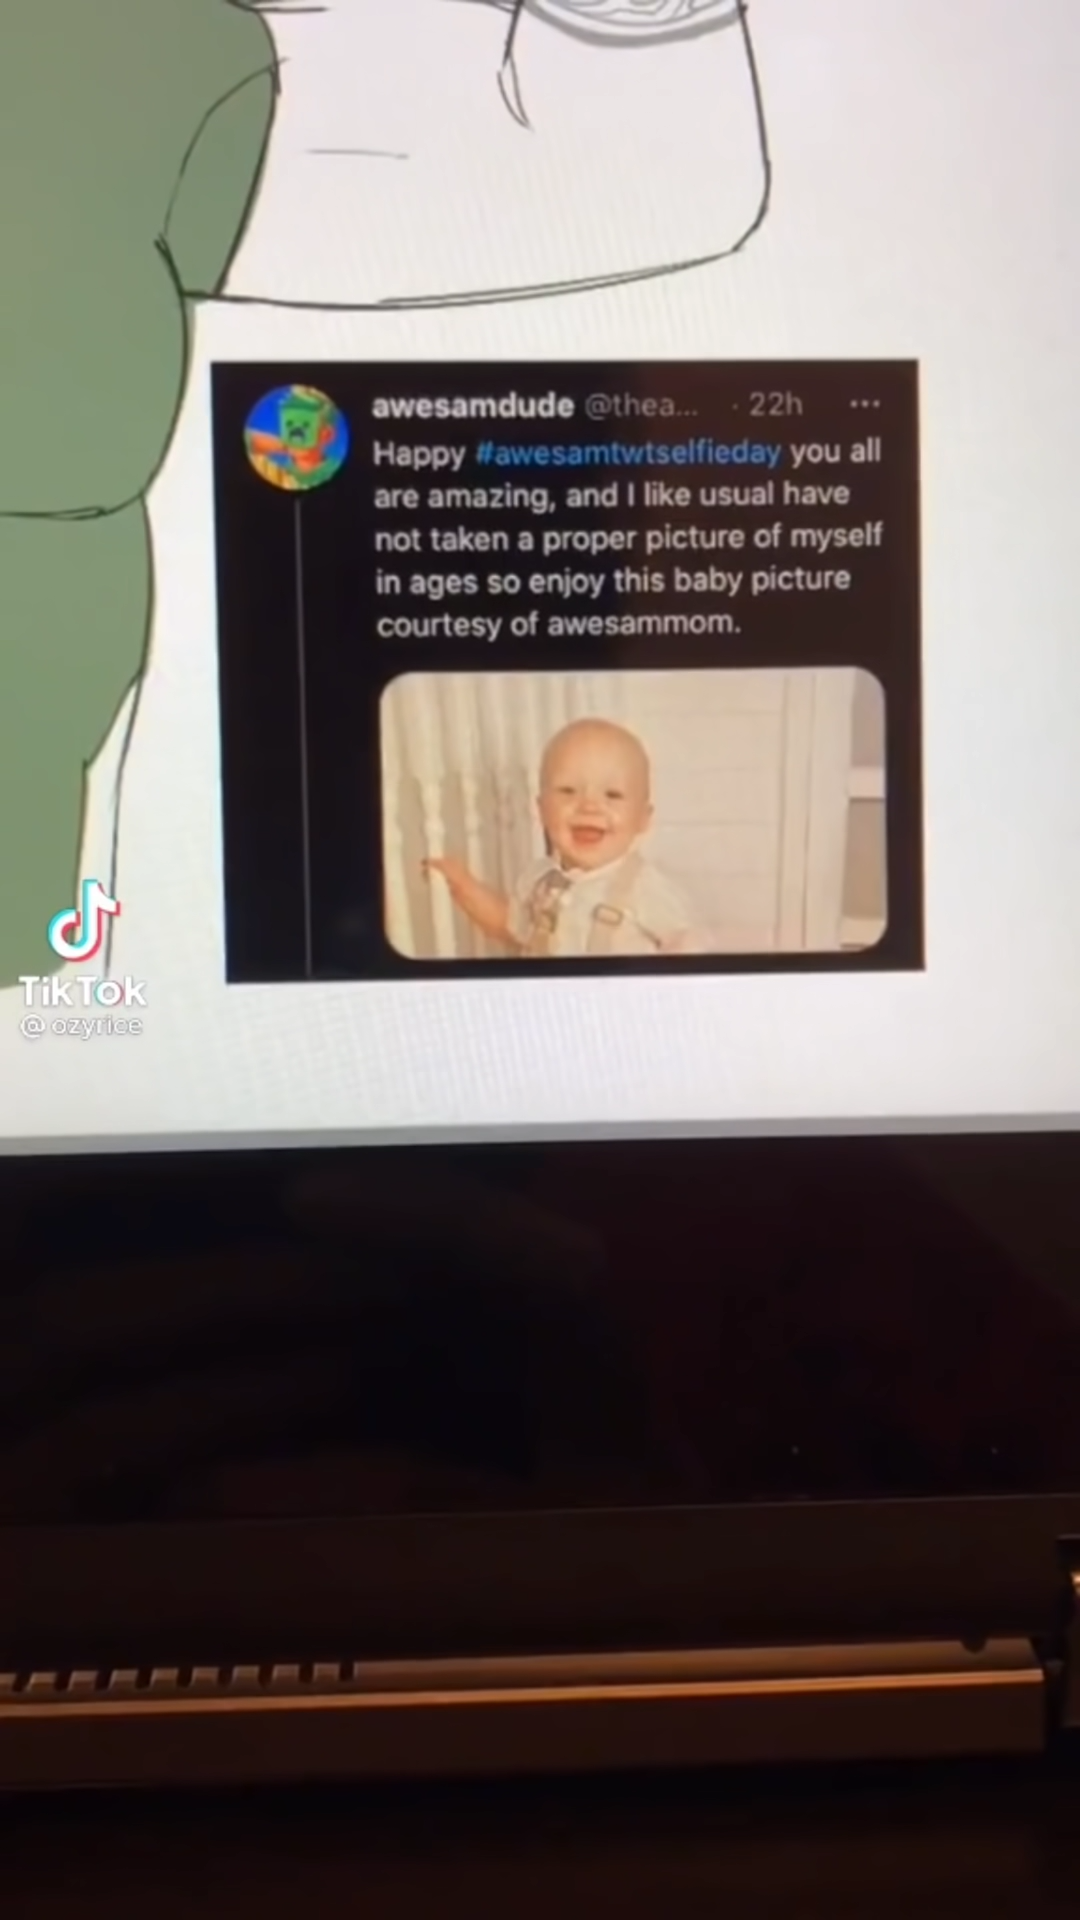 awesamdude @thea... · 22h ...
Happy #awesamtwtselfieday you all
are amazing, and I like usual have
not taken a proper picture of myself
in ages so enjoy this baby picture
courtesy of awesammom.
TikTok
@ozyrice